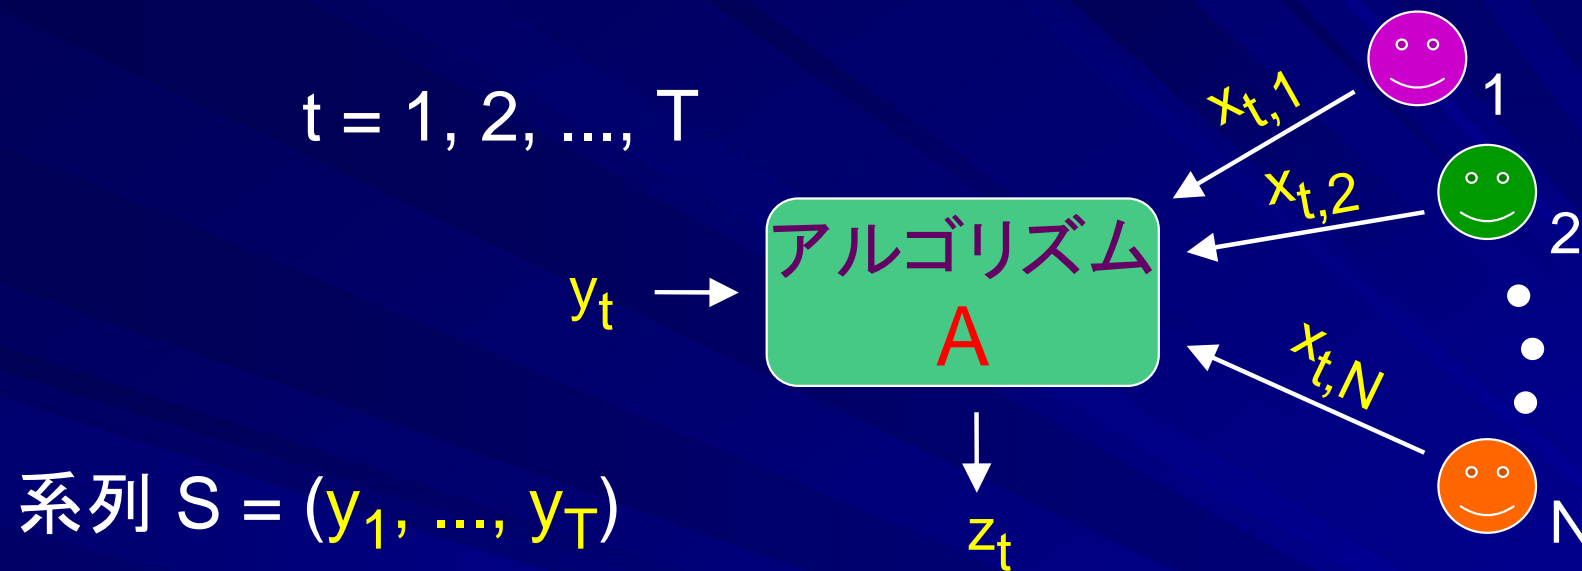 t = 1, 2, ..., T
x_{t,1}
1
x_{t,2}
2
アルゴリズム
A
y_t
x_{t,N}
N
z_t
系列 S = (y_1, ..., y_T)